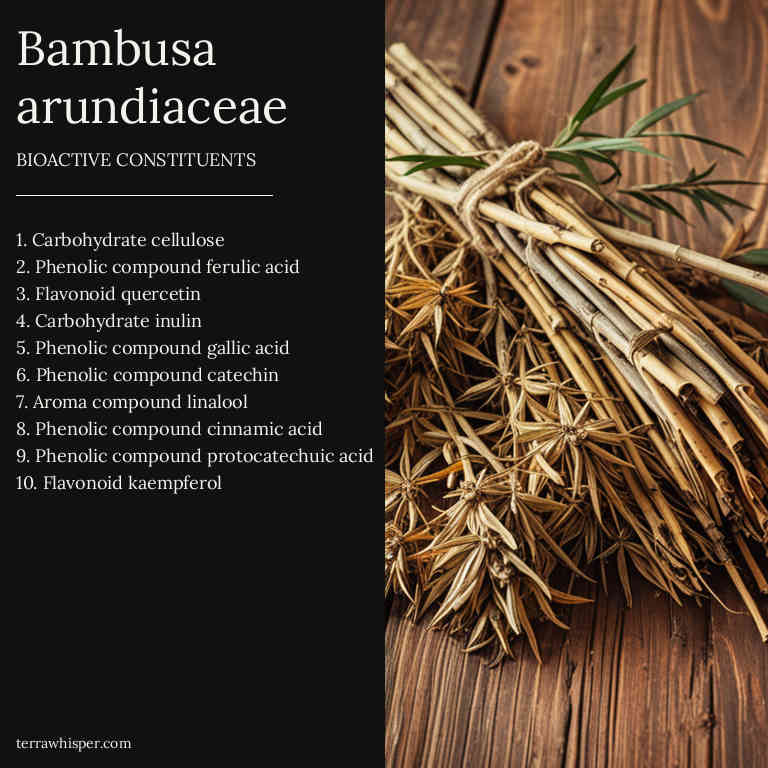 Bambusa
arundiaceae
BIOACTIVE CONSTITUENTS
1. Carbohydrate cellulose
2. Phenolic compound ferulic acid
3. Flavonoid quercetin
4. Carbohydrate inulin
5. Phenolic compound gallic acid
6. Phenolic compound catechin
7. Aroma compound linalool
8. Phenolic compound cinnamic acid
9. Phenolic compound protocatechuic acid
10. Flavonoid kaempferol
terrawhisper.com